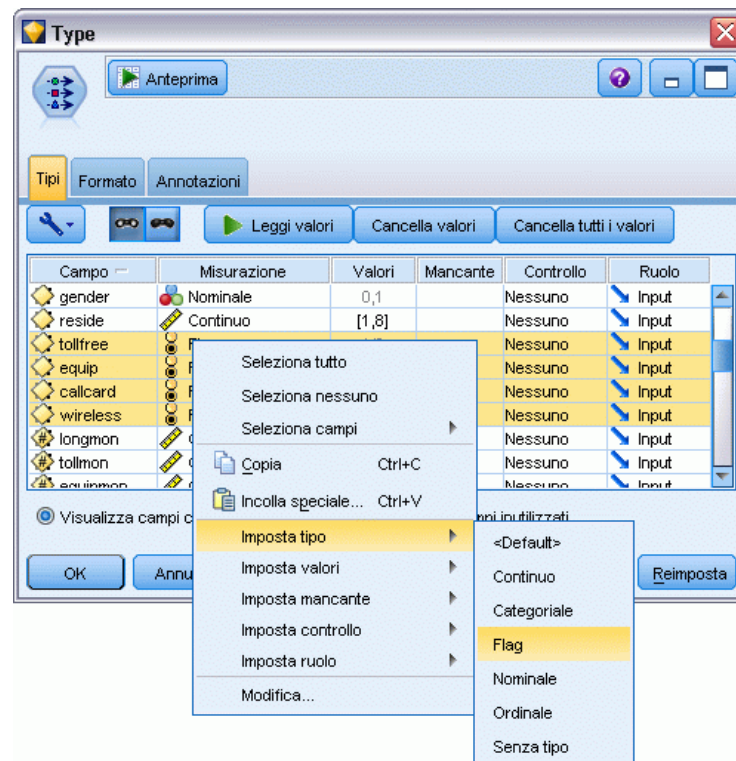 Type
Anteprima
Tipi Formato Annotazioni
Leggi valori Cancella valori Cancella tutti i valori
Campo Misurazione Valori Mancante Controllo Ruolo
gender Nominale 0,1 Nessuno Input
reside Continuo [1,8] Nessuno Input
tollfree Nessuno Input
equip Nessuno Input
callcard Nessuno Input
wireless Nessuno Input
longmon Nessuno Input
tollmon Nessuno Input
equipmon Nessuno Input
Visualizza campi
OK
Reimposta
Seleziona tutto
Seleziona nessuno
Seleziona campi
Copia Ctrl+C
Incolla speciale... Ctrl+V
Imposta tipo
Imposta valori
Imposta mancante
Imposta controllo
Imposta ruolo
Modifica...
<Default>
Continuo
Categoriale
Flag
Nominale
Ordinale
Senza tipo